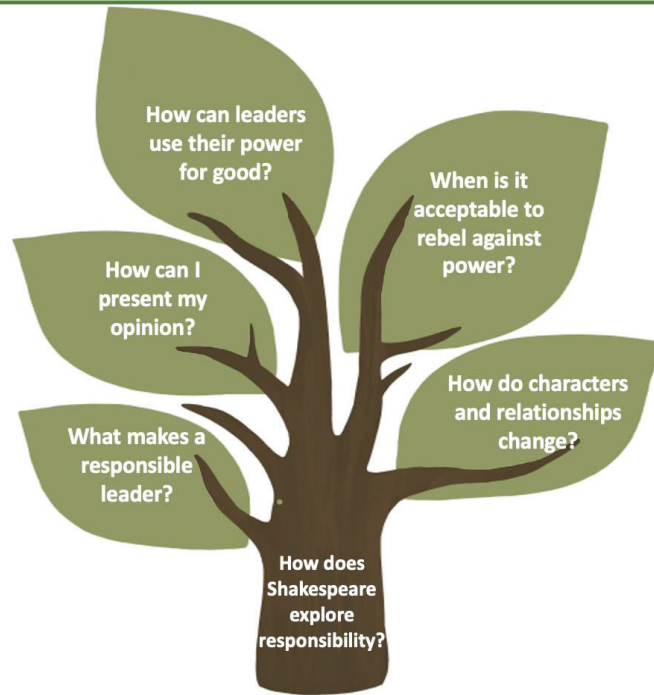 How can leaders
use their power
for good?
When is it
acceptable to
rebel against
power?
How can I
present my
opinion?
How do characters
and relationships
change?
What makes a
responsible
leader?
How does
Shakespeare
explore
responsibility?